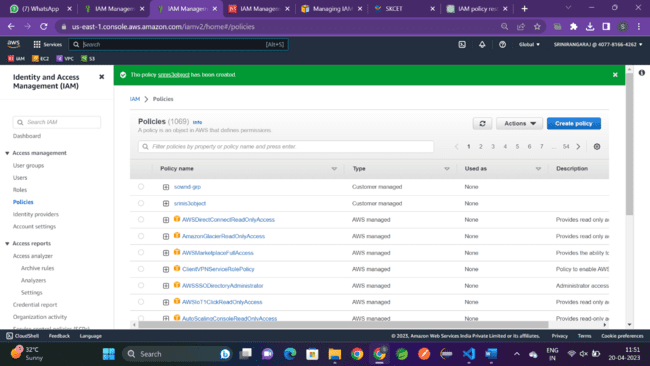 (7) WhatsApp
IAM Managemen
IAM Managemen
IAM Managemen
Managing IAM
SKCET
IAM policy rea
us-east-1.console.aws.amazon.com/iamv2/home#/policies
aws
Services
Search
[Alt+S]
Global
SRINIRANGARAJ @ 4077-8166-4262
IAM
EC2
VPC
S3
Identity and Access Management (IAM)
Search IAM
Dashboard
Access management
User groups
Users
Roles
Policies
Identity providers
Account settings
Access reports
Access analyzer
Archive rules
Analyzers
Settings
Credential report
Organization activity
Service control policies (SCPs)
The policy srinis3object has been created.
IAM > Policies
Policies (1069) Info
A policy is an object in AWS that defines permissions.
Actions
Create policy
Filter policies by property or policy name and press enter
1 2 3 4 5 6 7 ... 54
Policy name Type Used as Description
sowmi-grp Customer managed None
srinis3object Customer managed None
AWSDirectConnectReadOnlyAccess AWS managed None Provides read only a
AmazonGlacierReadOnlyAccess AWS managed None Provides read only a
AWSMarketplaceFullAccess AWS managed None Provides the ability t
ClientVPNServiceRolePolicy AWS managed None Policy to enable AWS
AWSSSODirectoryAdministrator AWS managed None Administrator access
AWSIoT1ClickReadOnlyAccess AWS managed None Provides read only a
AutoScalingConsoleReadOnlyAccess AWS managed None Provides read-only a
CloudShell
Feedback
Language
© 2023, Amazon Web Services India Private Limited or its affiliates.
Privacy
Terms
Cookie preferences
32°C
Sunny
Search
ENG
IN
11:51
20-04-2023